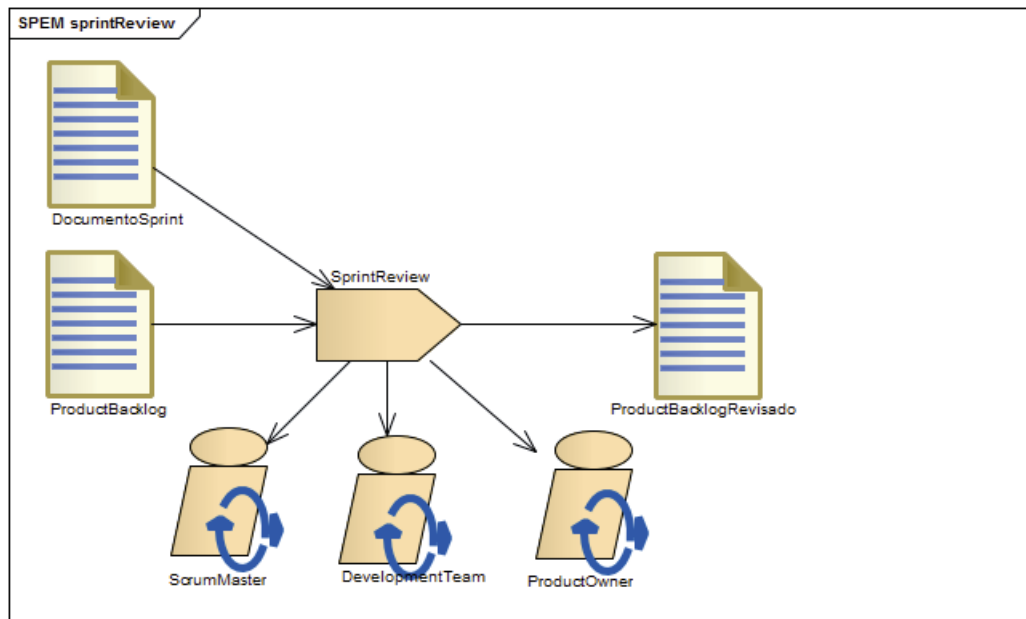 SPEM sprintReview
DocumentoSprint
SprintReview
ProductBacklog
ProductBacklogRevisado
ScrumMaster
DevelopmentTeam
ProductOwner